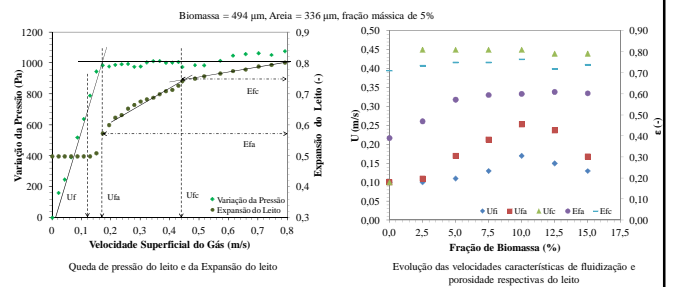 Biomassa = 494 µm, Areia = 336 µm, fração mássica de 5%
Variação da Pressão (Pa)
1200
1000
800
600
400
200
0
0,9
0,8
0,7
0,6
0,5
0,4
0,3
Expansão do Leito (-)
Efc
Efa
Uf
Ufa
Ufc
Variação da Pressão
Expansão do Leito
0 0,1 0,2 0,3 0,4 0,5 0,6 0,7 0,8
Velocidade Superficial do Gás (m/s)
Queda de pressão do leito e da Expansão do leito
U (m/s)
0,50
0,45
0,40
0,35
0,30
0,25
0,20
0,15
0,10
0,05
0,00
0,90
0,80
0,70
0,60
0,50
0,40
0,30
0,20
0,10
0,00
ε (-)
0,0 2,5 5,0 7,5 10,0 12,5 15,0 17,5
Fração de Biomassa (%)
Ufi Ufa Ufc Efa Efc
Evolução das velocidades características de fluidização e
porosidade respectivas do leito